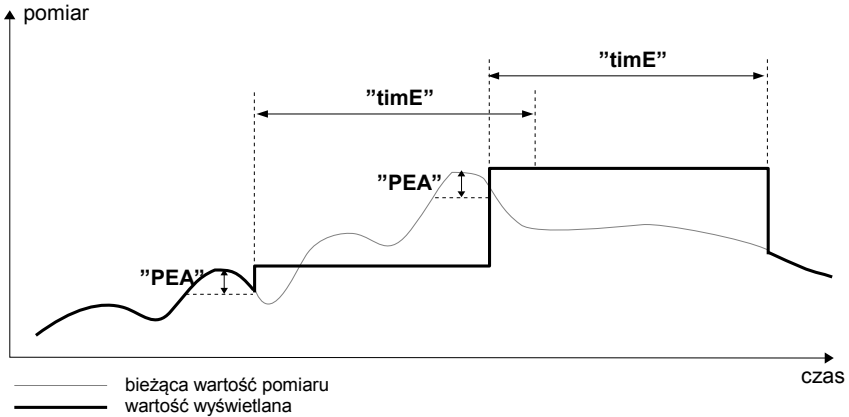 pomiar
”timE”
”timE”
”PEA”
”PEA”
czas
bieżąca wartość pomiaru
wartość wyświetlana